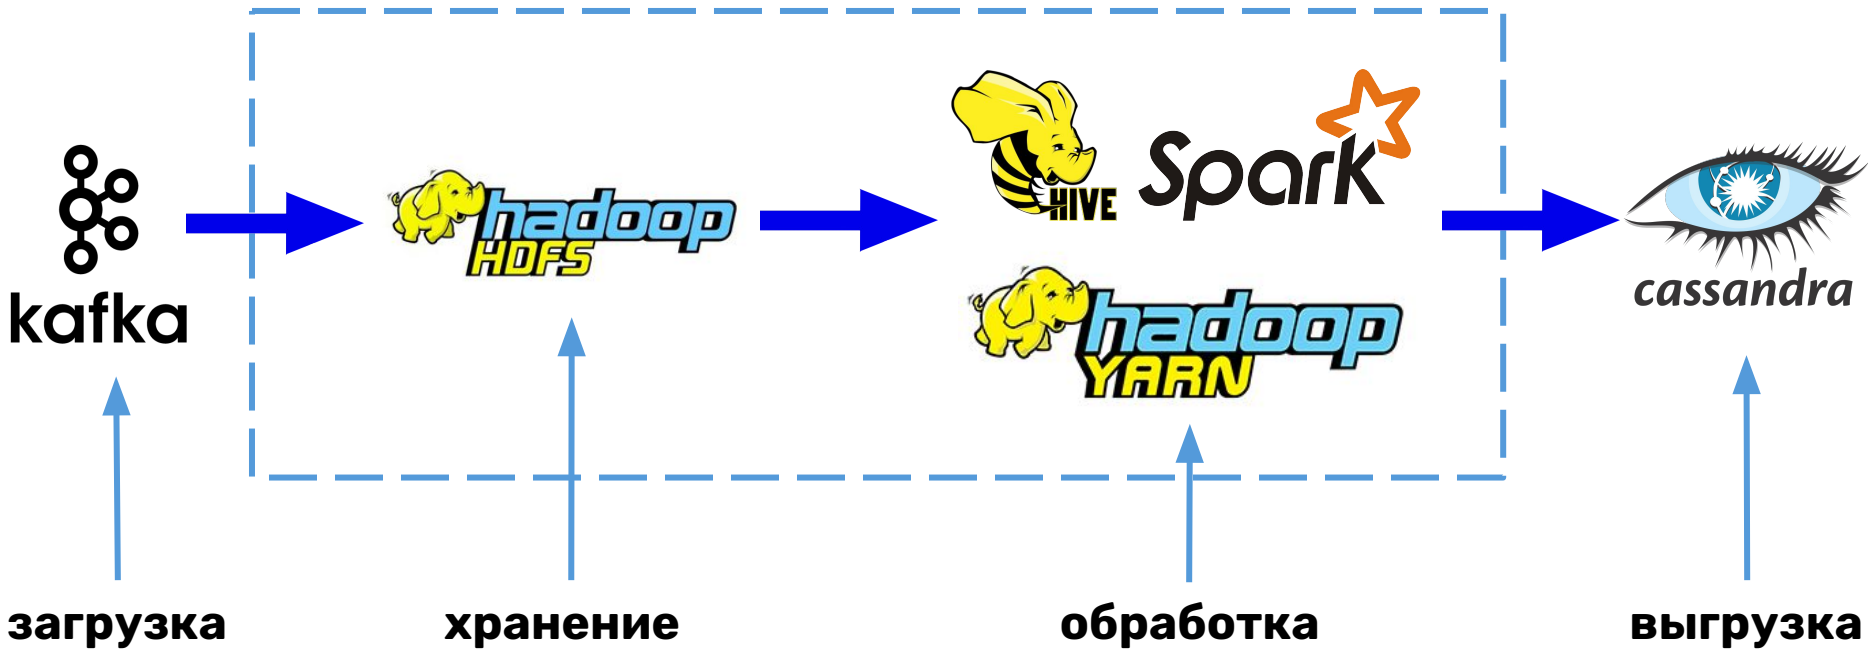 kafka
hadoop
HDFS
HIVE
Spark
hadoop
YARN
cassandra
загрузка
хранение
обработка
выгрузка